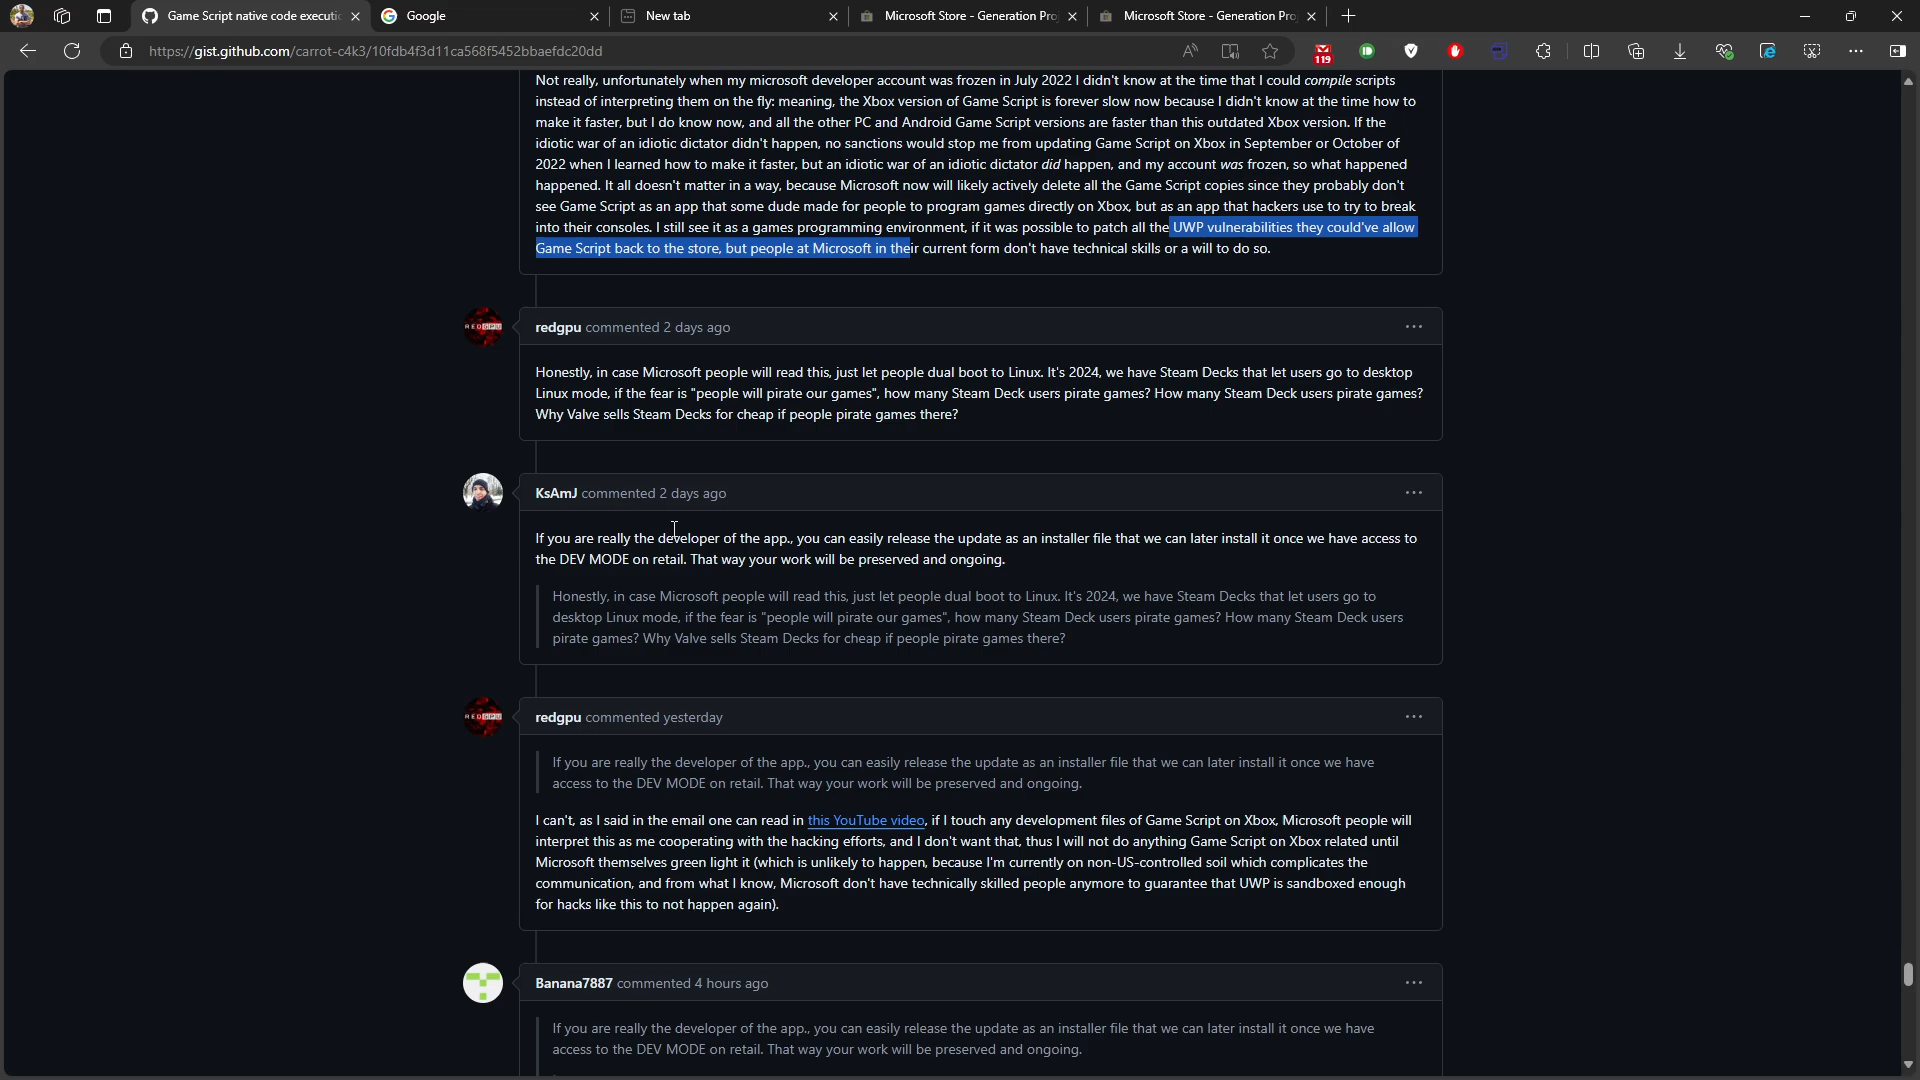 Game Script native code executi
Google
New tab
Microsoft Store - Generation Pro
Microsoft Store - Generation Pro
https://gist.github.com/carrot-c4k3/10fdb4f3d11ca568f5452bbaefdc20dd
119
Not really, unfortunately when my microsoft developer account was frozen in July 2022 I didn't know at the time that I could compile scripts
instead of interpreting them on the fly: meaning, the Xbox version of Game Script is forever slow now because I didn't know at the time how to
make it faster, but I do know now, and all the other PC and Android Game Script versions are faster than this outdated Xbox version. If the
idiotic war of an idiotic dictator didn't happen, no sanctions would stop me from updating Game Script on Xbox in September or October of
2022 when I learned how to make it faster, but an idiotic war of an idiotic dictator did happen, and my account was frozen, so what happened
happened. It all doesn't matter in a way, because Microsoft now will likely actively delete all the Game Script copies since they probably don't
see Game Script as an app that some dude made for people to program games directly on Xbox, but as an app that hackers use to try to break
into their consoles. I still see it as a games programming environment, if it was possible to patch all the UWP vulnerabilities they could've allow
Game Script back to the store, but people at Microsoft in their current form don't have technical skills or a will to do so.
REDGPU
redgpu commented 2 days ago
Honestly, in case Microsoft people will read this, just let people dual boot to Linux. It's 2024, we have Steam Decks that let users go to desktop
Linux mode, if the fear is "people will pirate our games", how many Steam Deck users pirate games? How many Steam Deck users pirate games?
Why Valve sells Steam Decks for cheap if people pirate games there?
KsAmJ commented 2 days ago
If you are really the developer of the app., you can easily release the update as an installer file that we can later install it once we have access to
the DEV MODE on retail. That way your work will be preserved and ongoing.
Honestly, in case Microsoft people will read this, just let people dual boot to Linux. It's 2024, we have Steam Decks that let users go to
desktop Linux mode, if the fear is "people will pirate our games", how many Steam Deck users pirate games? How many Steam Deck users
pirate games? Why Valve sells Steam Decks for cheap if people pirate games there?
REDGPU
redgpu commented yesterday
If you are really the developer of the app., you can easily release the update as an installer file that we can later install it once we have
access to the DEV MODE on retail. That way your work will be preserved and ongoing.
I can't, as I said in the email one can read in this YouTube video, if I touch any development files of Game Script on Xbox, Microsoft people will
interpret this as me cooperating with the hacking efforts, and I don't want that, thus I will not do anything Game Script on Xbox related until
Microsoft themselves green light it (which is unlikely to happen, because I'm currently on non-US-controlled soil which complicates the
communication, and from what I know, Microsoft don't have technically skilled people anymore to guarantee that UWP is sandboxed enough
for hacks like this to not happen again).
Banana7887 commented 4 hours ago
If you are really the developer of the app., you can easily release the update as an installer file that we can later install it once we have
access to the DEV MODE on retail. That way your work will be preserved and ongoing.